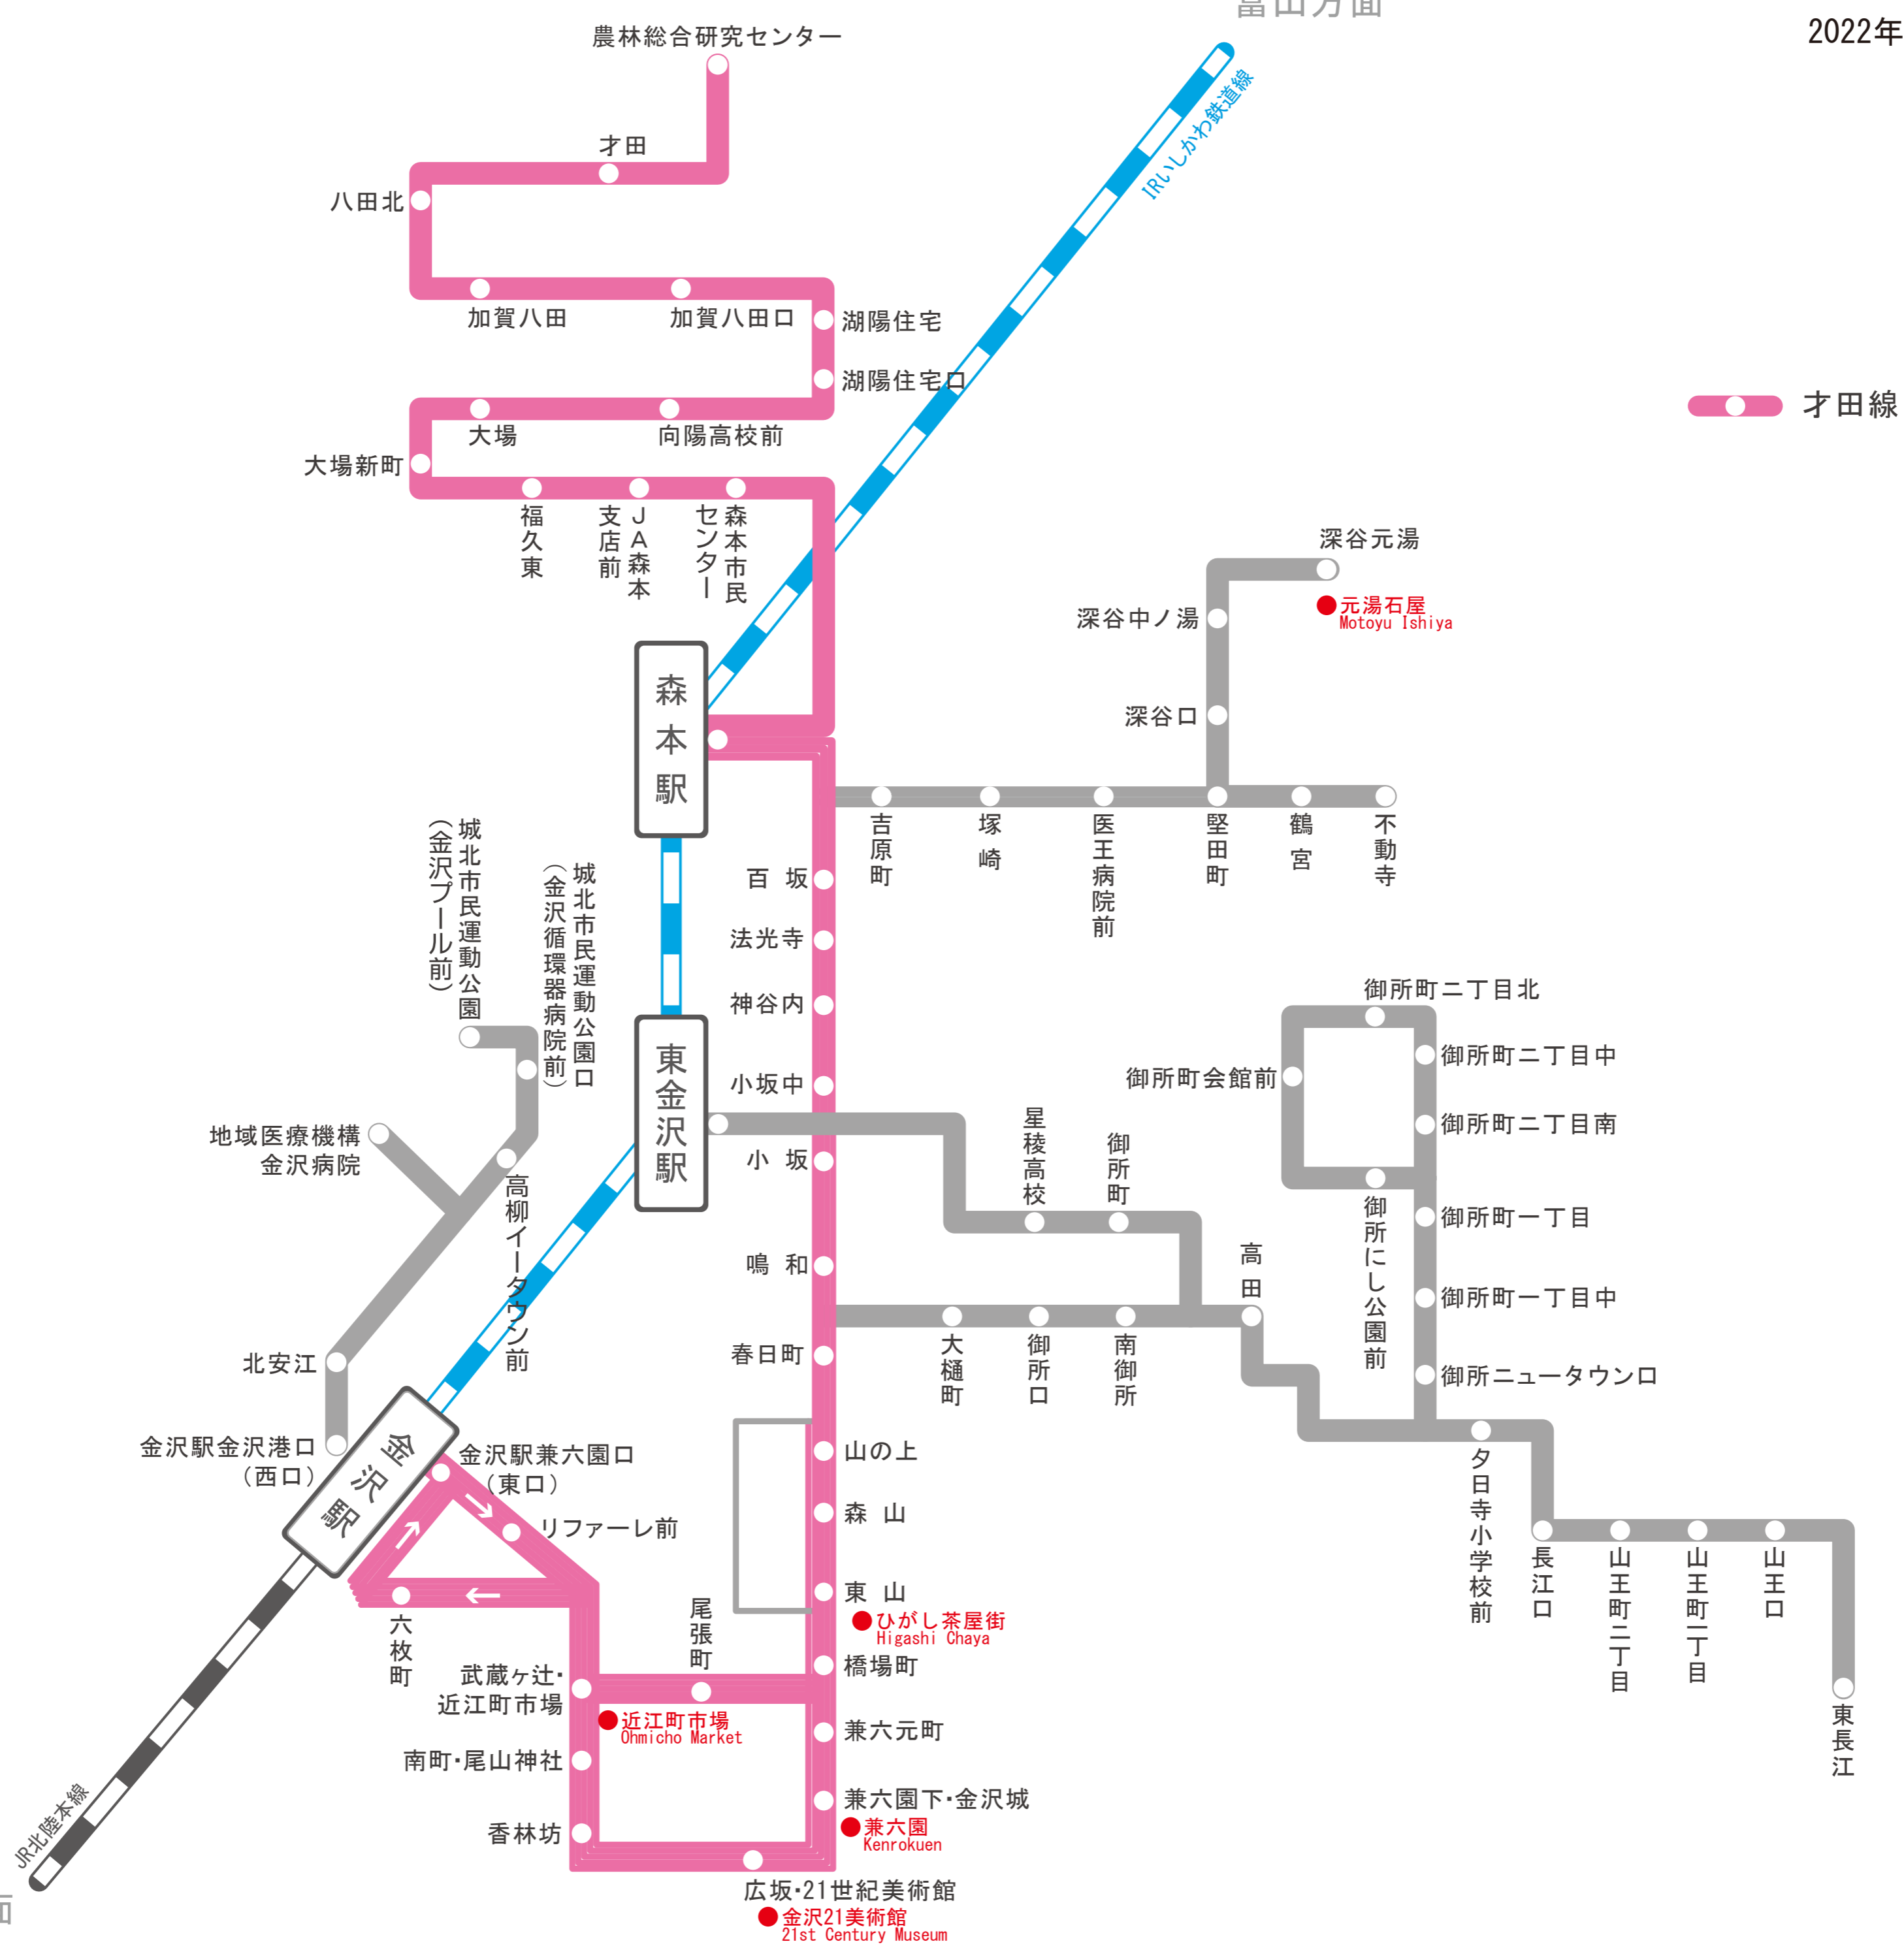 富山方面
2022年
農林総合研究センター
IRいしかわ鉄道線
才田
八田北
加賀八田
加賀八田口
湖陽住宅
湖陽住宅口
才田線
大場
向陽高校前
大場新町
福久東
JA森本
支店前
森本市民
センター
深谷元湯
元湯石屋
Motoyu Ishiya
深谷中ノ湯
深谷口
森本駅
吉原町
塚崎
医王病院前
堅田町
鶴宮
不動寺
城北市民運動公園
（金沢プール前）
城北市民運動公園口
（金沢循環器病院前）
百坂
法光寺
神谷内
小坂中
小坂
東金沢駅
御所町二丁目北
御所町二丁目中
御所町会館前
御所町二丁目南
御所にし公園前
御所町一丁目
御所町一丁目中
御所ニュータウン口
星稜高校
御所町
地域医療機構
金沢病院
高柳イータウン前
鳴和
高田
大樋町
御所口
南御所
春日町
北安江
金沢駅金沢港口
（西口）
金沢駅
金沢駅兼六園口
（東口）
リファーレ前
山の上
森山
東山
ひがし茶屋街
Higashi Chaya
夕日寺小学校前
長江口
山王町二丁目
山王町一丁目
山王口
東長江
六枚町
尾張町
橋場町
武蔵ヶ辻・
近江町市場
近江町市場
Ohmicho Market
兼六元町
南町・尾山神社
兼六園下・金沢城
兼六園
Kenrokuen
香林坊
広坂・21世紀美術館
金沢21美術館
21st Century Museum
JR北陸本線
面